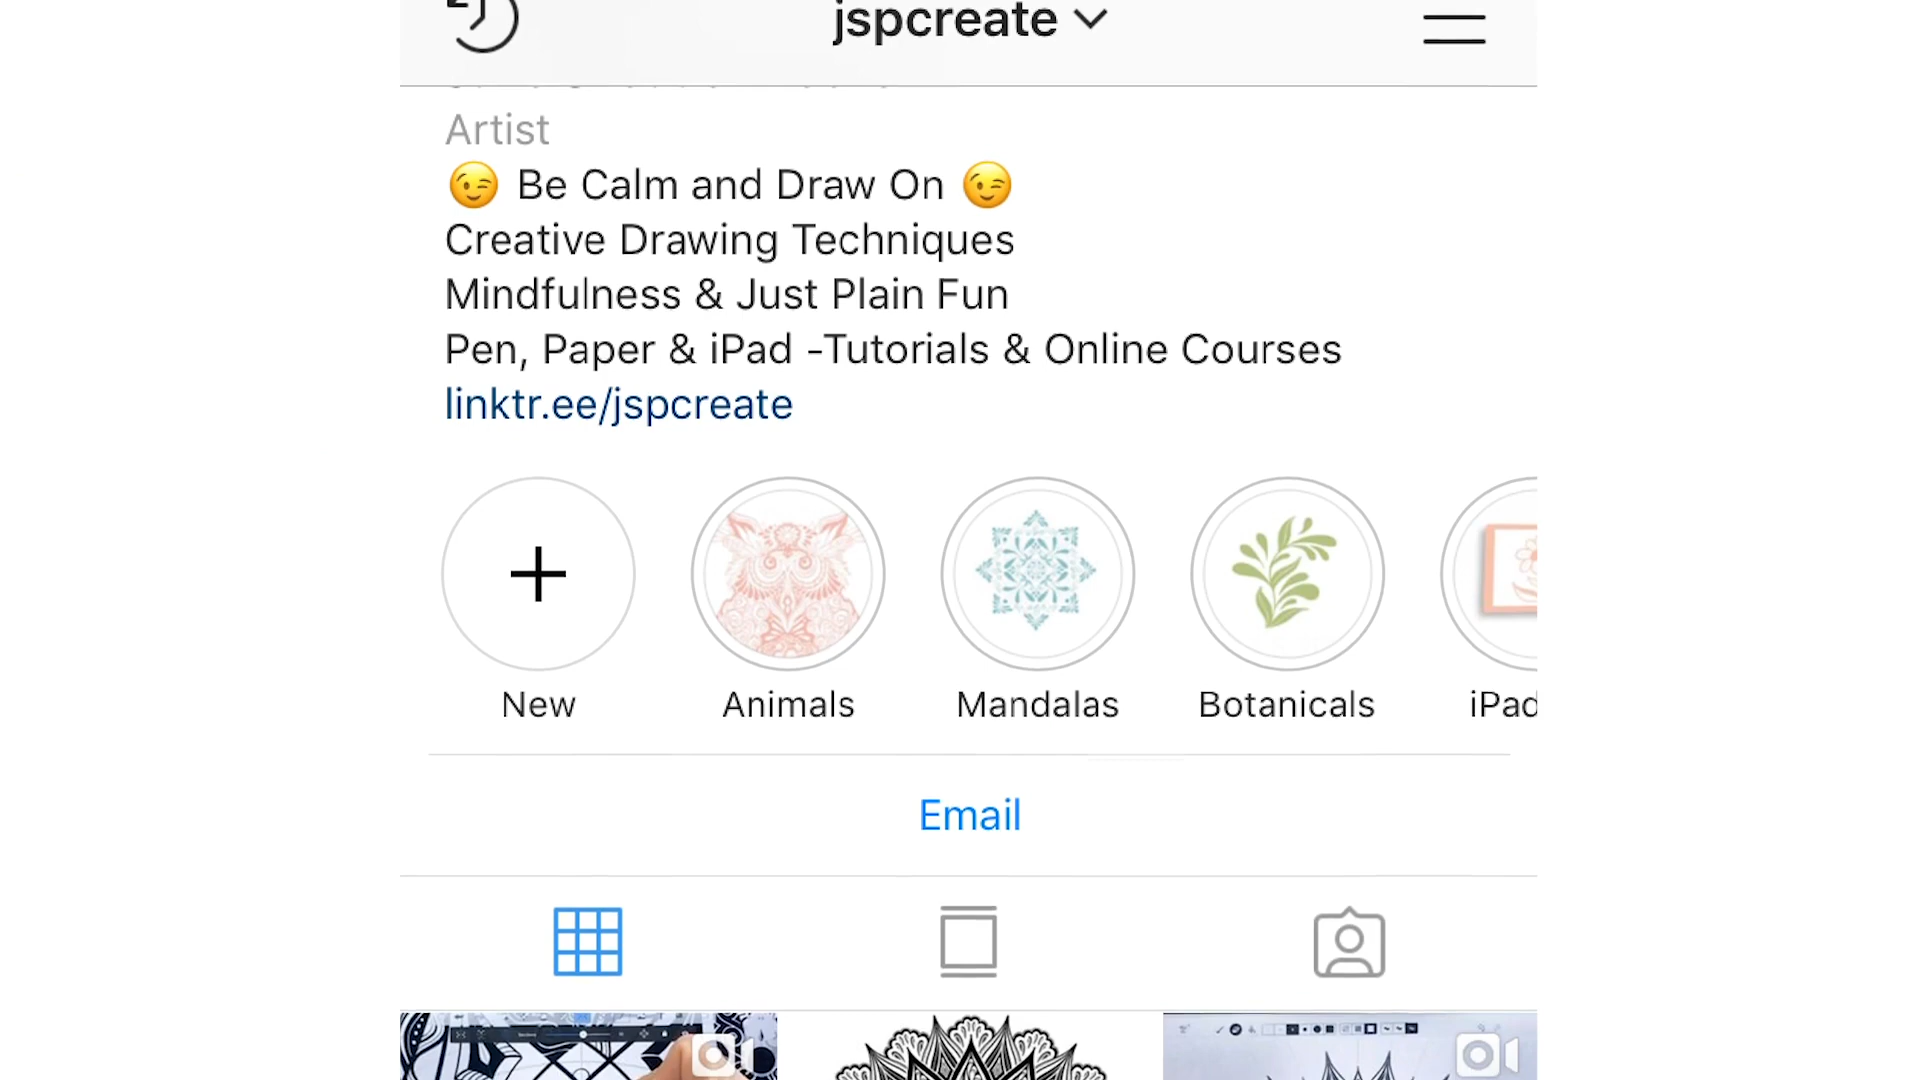 jspcreate
Artist
😉 Be Calm and Draw On 😉
Creative Drawing Techniques
Mindfulness & Just Plain Fun
Pen, Paper & iPad -Tutorials & Online Courses
linktr.ee/jspcreate
New
Animals
Mandalas
Botanicals
iPad
Email